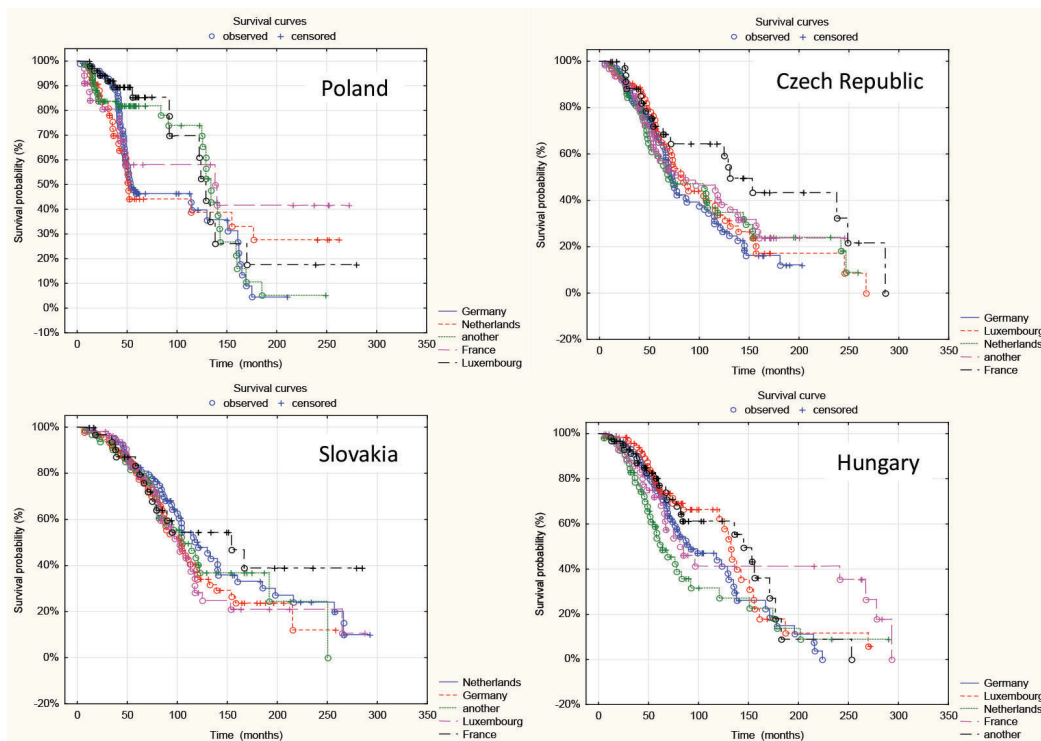 Survival curves
observed censored
Poland
100%
90%
80%
70%
60%
50%
40%
30%
20%
10%
0%
-10%
Survival probability (%)
0 50 100 150 200 250 300 350
Time (months)
Germany
Netherlands
another
France
Luxembourg
Survival curves
observed censored
Czech Republic
100%
80%
60%
40%
20%
0%
-20%
Survival probability (%)
0 50 100 150 200 250 300 350
Time (months)
Germany
Luxembourg
Netherlands
another
France
Survival curves
observed censored
Slovakia
100%
80%
60%
40%
20%
0%
-20%
Survival probability (%)
0 50 100 150 200 250 300 350
Time (months)
Netherlands
Germany
another
Luxembourg
France
Survival curve
observed censored
Hungary
100%
80%
60%
40%
20%
0%
-20%
Survival probability (%)
0 50 100 150 200 250 300 350
Time (months)
Germany
Luxembourg
Netherlands
France
another